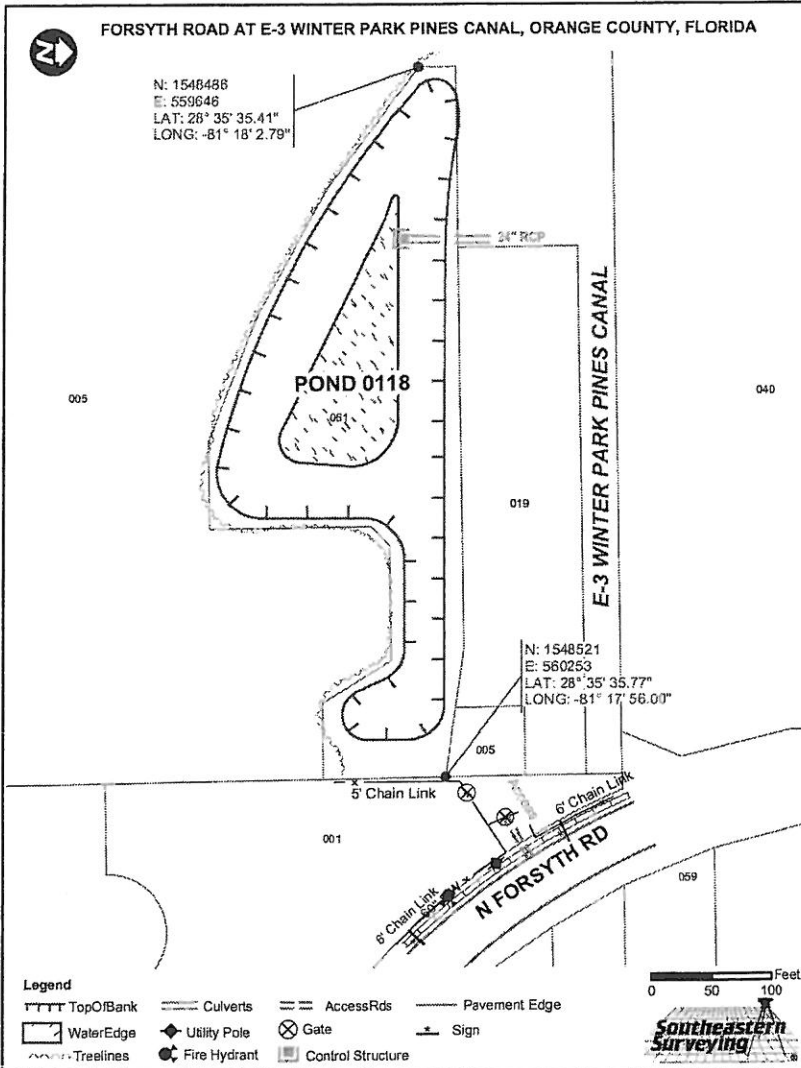 FORSYTH ROAD AT E-3 WINTER PARK PINES CANAL, ORANGE COUNTY, FLORIDA
N
N: 1548486
E: 559646
LAT: 28° 35' 35.41"
LONG: -81° 18' 2.79"
24" RCP
POND 0118
061
005
040
019
E-3 WINTER PARK PINES CANAL
N: 1548521
E: 560253
LAT: 28° 35' 35.77"
LONG: -81° 17' 56.00"
005
5' Chain Link
Access
6' Chain Link
001
N FORSYTH RD
6' Chain Link
059
Legend
TopOfBank
Culverts
AccessRds
Pavement Edge
WaterEdge
Utility Pole
Gate
Sign
Treelines
Fire Hydrant
Control Structure
Feet
0 50 100
Southeastern
Surveying